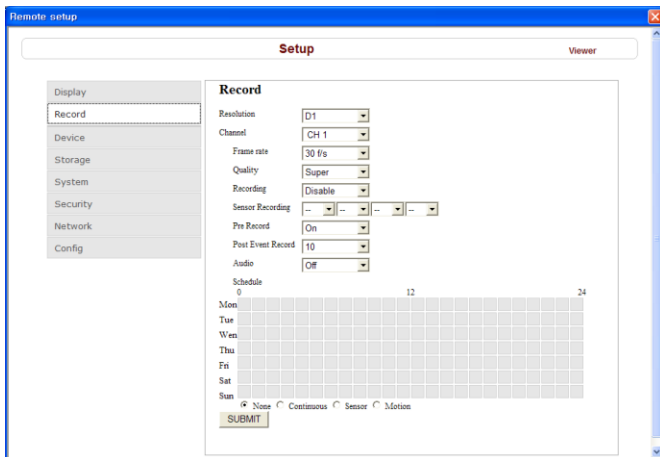 Remote setup
Setup Viewer
Display
Record
Device
Storage
System
Security
Network
Config
Record
Resolution D1
Channel CH 1
Frame rate 30 f/s
Quality Super
Recording Disable
Sensor Recording -- -- -- --
Pre Record On
Post Event Record 10
Audio Off
Schedule
0 12 24
Mon
Tue
Wen
Thu
Fri
Sat
Sun
None Continuous Sensor Motion
SUBMIT